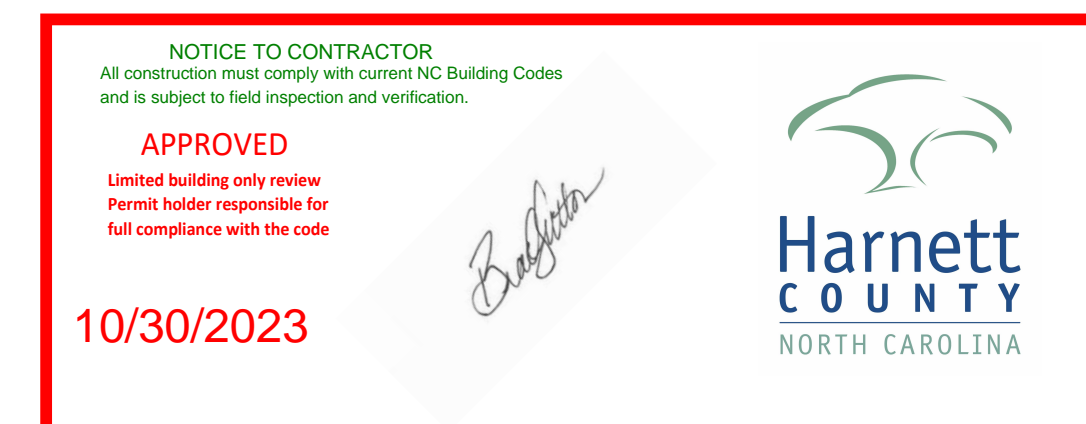 NOTICE TO CONTRACTOR
All construction must comply with current NC Building Codes
and is subject to field inspection and verification.
APPROVED
Limited building only review
Permit holder responsible for
full compliance with the code
Brad Sutton
10/30/2023
Harnett
COUNTY
NORTH CAROLINA